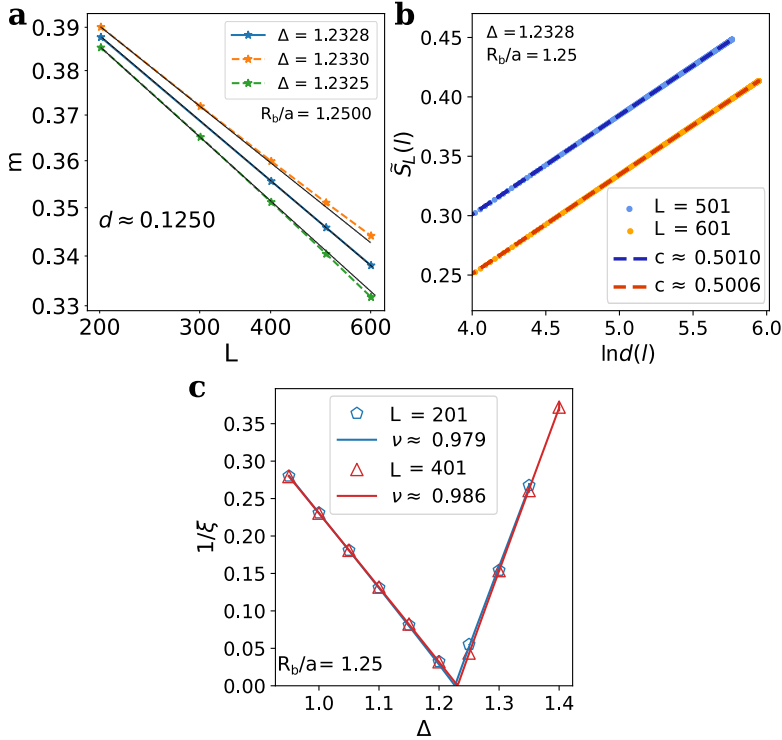 a
0.39
0.38
0.37
0.36
0.35
0.34
0.33
m
Δ = 1.2328
Δ = 1.2330
Δ = 1.2325
R_b/a = 1.2500
d ≈ 0.1250
200
300
400
600
L
b
0.45
0.40
0.35
0.30
0.25
S̃_L(l)
Δ = 1.2328
R_b/a = 1.25
L = 501
L = 601
c ≈ 0.5010
c ≈ 0.5006
4.0
4.5
5.0
5.5
6.0
lnd(l)
c
0.35
0.30
0.25
0.20
0.15
0.10
0.05
0.00
1/ξ
L = 201
ν ≈ 0.979
L = 401
ν ≈ 0.986
R_b/a = 1.25
1.0
1.1
1.2
1.3
1.4
Δ